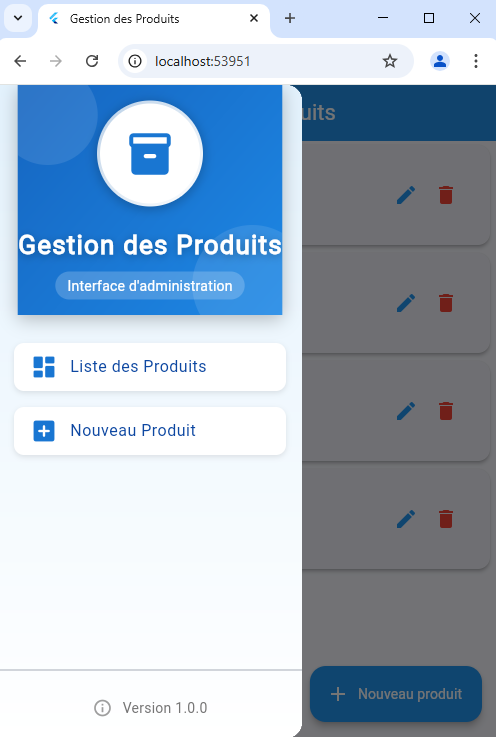 Gestion des Produits
localhost:53951
uits
Gestion des Produits
Interface d'administration
Liste des Produits
Nouveau Produit
Nouveau produit
Version 1.0.0